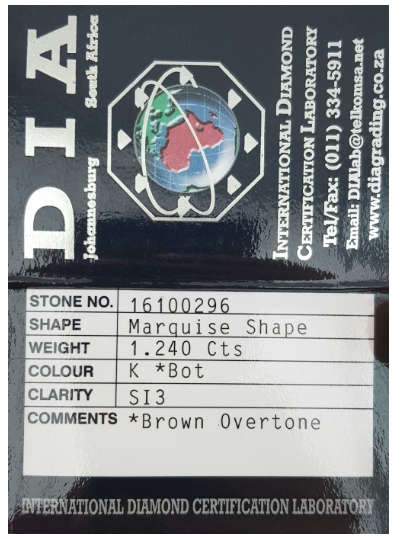 DIA
Johannesburg South Africa
INTERNATIONAL DIAMOND
CERTIFICATION LABORATORY
Tel/Fax: (011) 334-5911
Email: DIAlab@telkomsa.net
www.diagrading.co.za
STONE NO. 16100296
SHAPE Marquise Shape
WEIGHT 1.240 Cts
COLOUR K *Bot
CLARITY SI3
COMMENTS *Brown Overtone
INTERNATIONAL DIAMOND CERTIFICATION LABORATORY